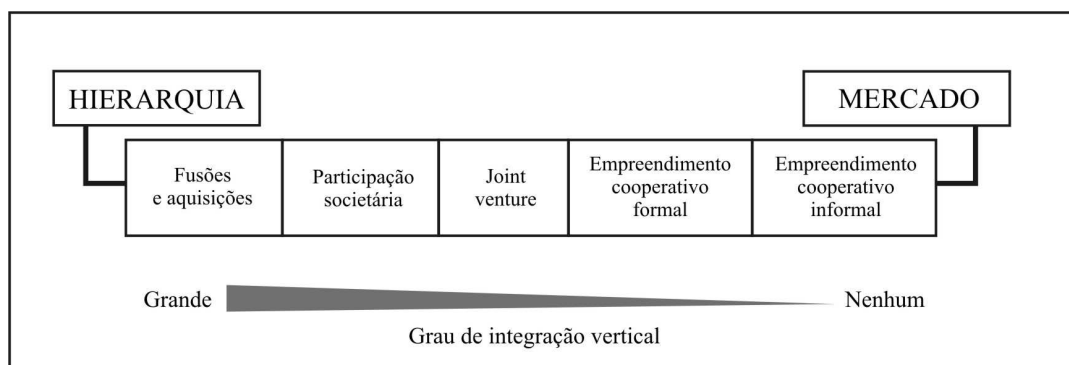 HIERARQUIA
MERCADO
Fusões
e aquisições
Participação
societária
Joint
venture
Empreendimento
cooperativo
formal
Empreendimento
cooperativo
informal
Grande
Nenhum
Grau de integração vertical